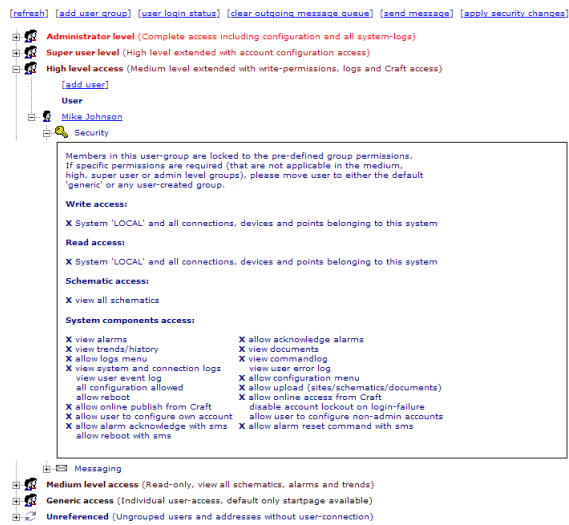 [refresh] [add user group] [user login status] [clear outgoing message queue] [send message] [apply security changes]
Administrator level (Complete access including configuration and all system-logs)
Super user level (High level extended with account configuration access)
High level access (Medium level extended with write-permissions, logs and Craft access)
[add user]
User
Mike Johnson
Security
Members in this user-group are locked to the pre-defined group permissions.
If specific permissions are required (that are not applicable in the medium,
high, super user or admin level groups), please move user to either the default
'generic' or any user-created group.
Write access:
X System 'LOCAL' and all connections, devices and points belonging to this system
Read access:
X System 'LOCAL' and all connections, devices and points belonging to this system
Schematic access:
X view all schematics
System components access:
X view alarms X allow acknowledge alarms
X view trends/history X view documents
X allow logs menu X view commandlog
X view system and connection logs view user error log
view user event log X allow configuration menu
all configuration allowed X allow upload (sites/schematics/documents)
allow reboot X allow online access from Craft
X allow online publish from Craft disable account lockout on login-failure
X allow user to configure own account allow user to configure non-admin accounts
X allow alarm acknowledge with sms X allow alarm reset command with sms
allow reboot with sms
Messaging
Medium level access (Read-only, view all schematics, alarms and trends)
Generic access (Individual user-access, default only startpage available)
Unreferenced (Ungrouped users and addresses without user-connection)